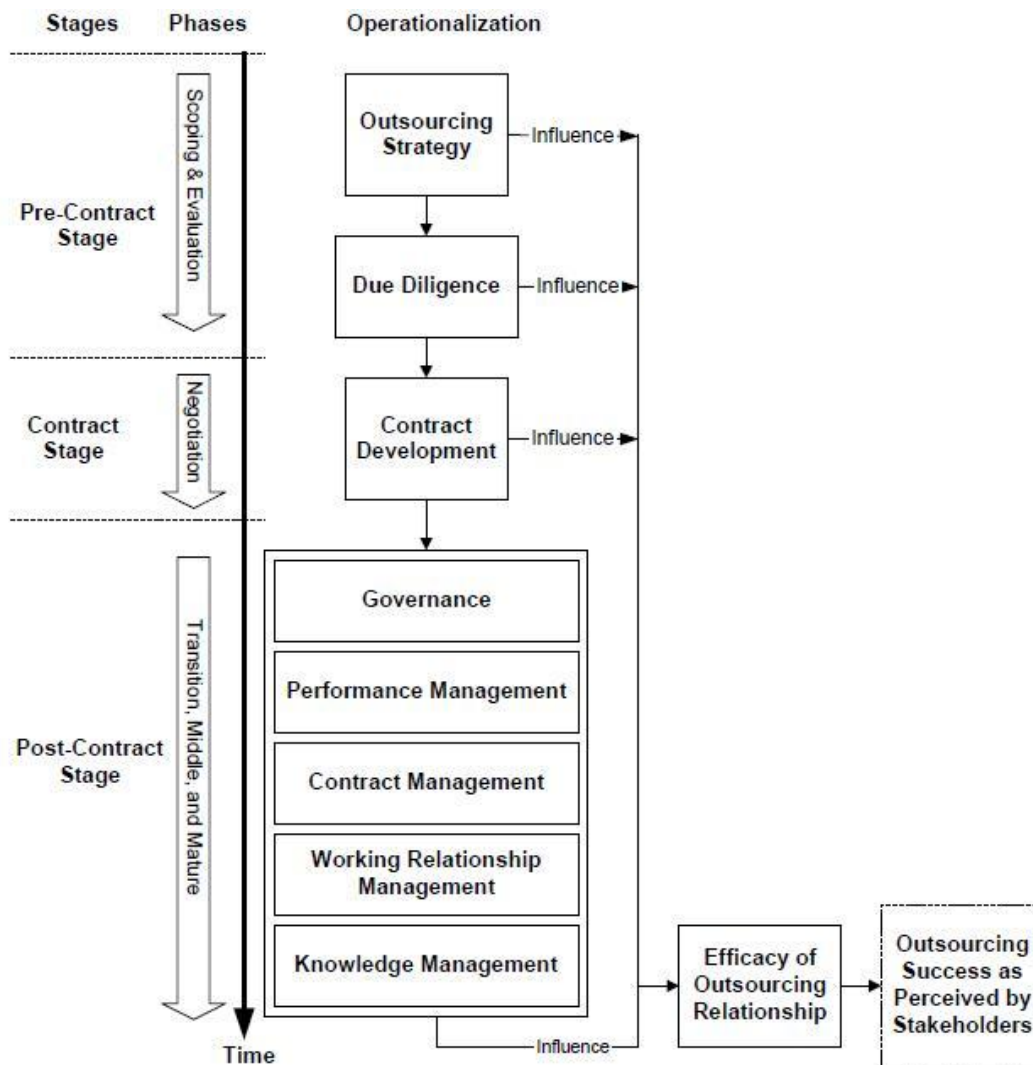 Stages
Phases
Operationalization
Scoping & Evaluation
Pre-Contract
Stage
Outsourcing
Strategy
Influence
Due Diligence
Influence
Negotiation
Contract
Stage
Contract
Development
Influence
Transition, Middle, and Mature
Post-Contract
Stage
Governance
Performance Management
Contract Management
Working Relationship
Management
Knowledge Management
Influence
Time
Efficacy of
Outsourcing
Relationship
Outsourcing
Success as
Perceived by
Stakeholders